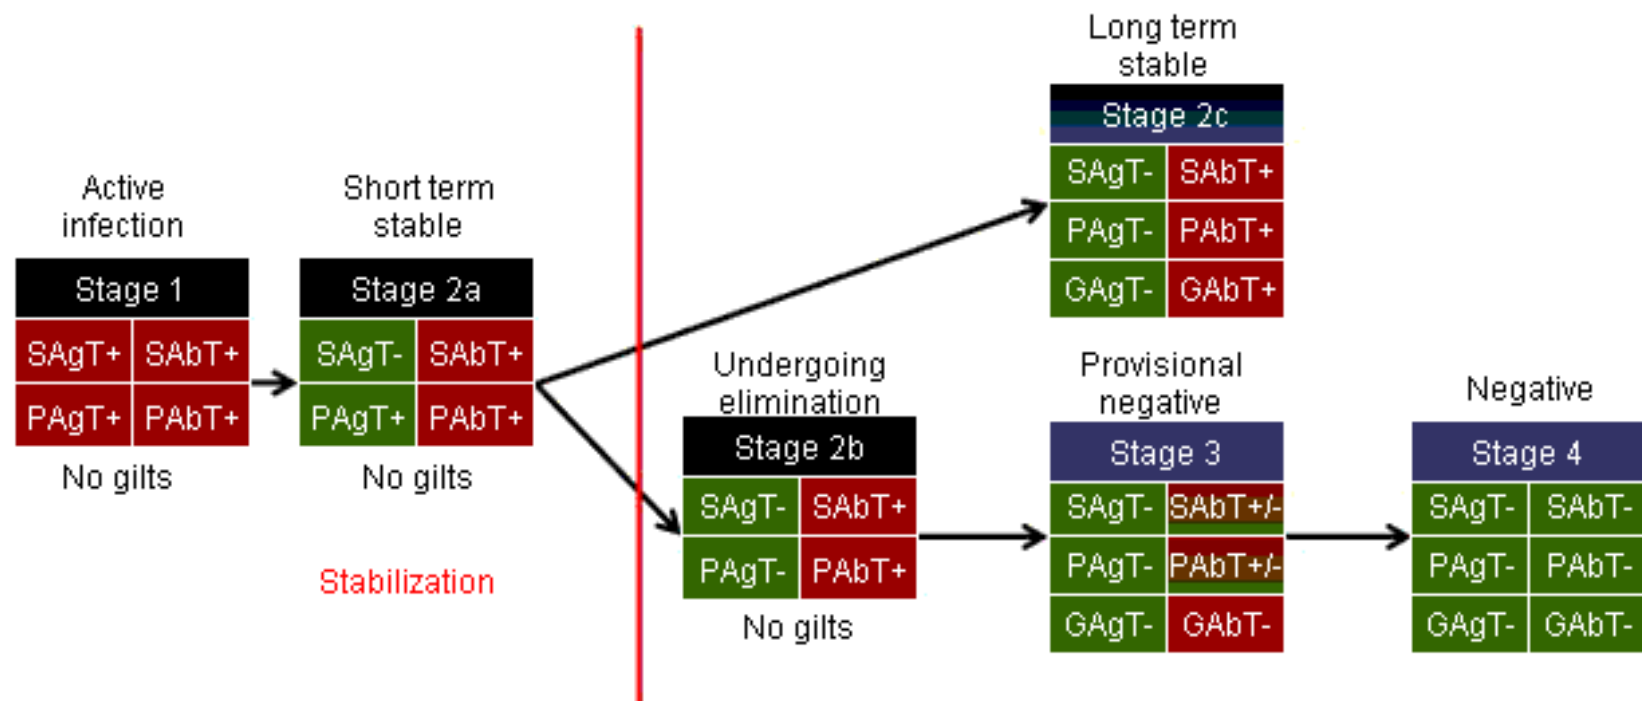 Long term
stable
Stage 2c
SAgT- SAbT+
PAgT- PAbT+
GAgT- GAbT+
Active
infection
Stage 1
SAgT+ SAbT+
PAgT+ PAbT+
No gilts
Short term
stable
Stage 2a
SAgT- SAbT+
PAgT+ PAbT+
No gilts
Stabilization
Undergoing
elimination
Stage 2b
SAgT- SAbT+
PAgT- PAbT+
No gilts
Provisional
negative
Stage 3
SAgT- SAbT+/-
PAgT- PAbT+/-
GAgT- GAbT-
Negative
Stage 4
SAgT- SAbT-
PAgT- PAbT-
GAgT- GAbT-